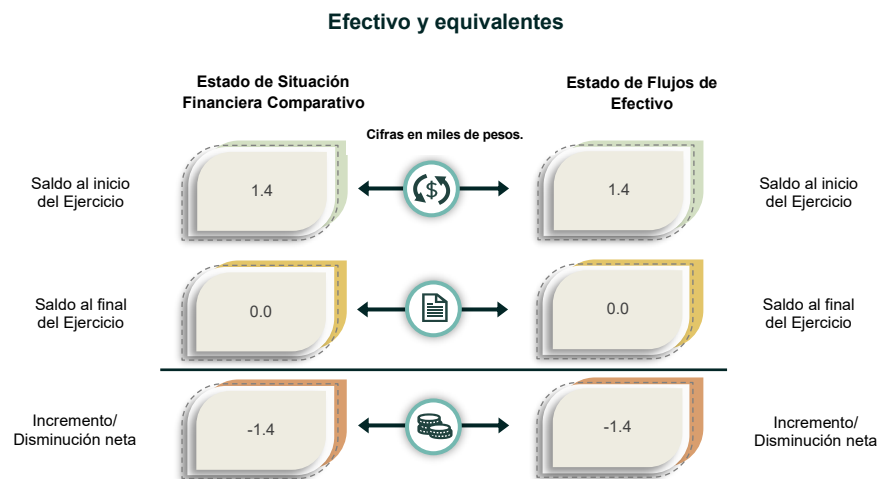 Efectivo y equivalentes
Estado de Situación
Financiera Comparativo
Estado de Flujos de
Efectivo
Cifras en miles de pesos.
Saldo al inicio
del Ejercicio
1.4
$
1.4
Saldo al inicio
del Ejercicio
Saldo al final
del Ejercicio
0.0
0.0
Saldo al final
del Ejercicio
Incremento/
Disminución neta
-1.4
-1.4
Incremento/
Disminución neta